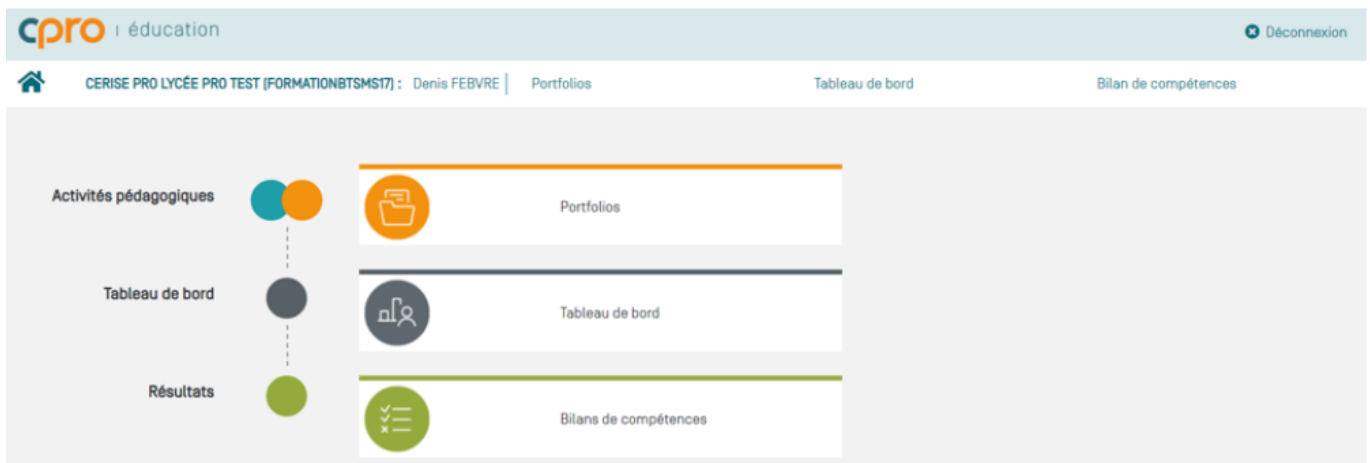 cpro | éducation
Déconnexion
CERISE PRO LYCÉE PRO TEST (FORMATIONBTSMS17) : Denis FEBVRE | Portfolios Tableau de bord Bilan de compétences
Activités pédagogiques
Portfolios
Tableau de bord
Tableau de bord
Résultats
Bilans de compétences